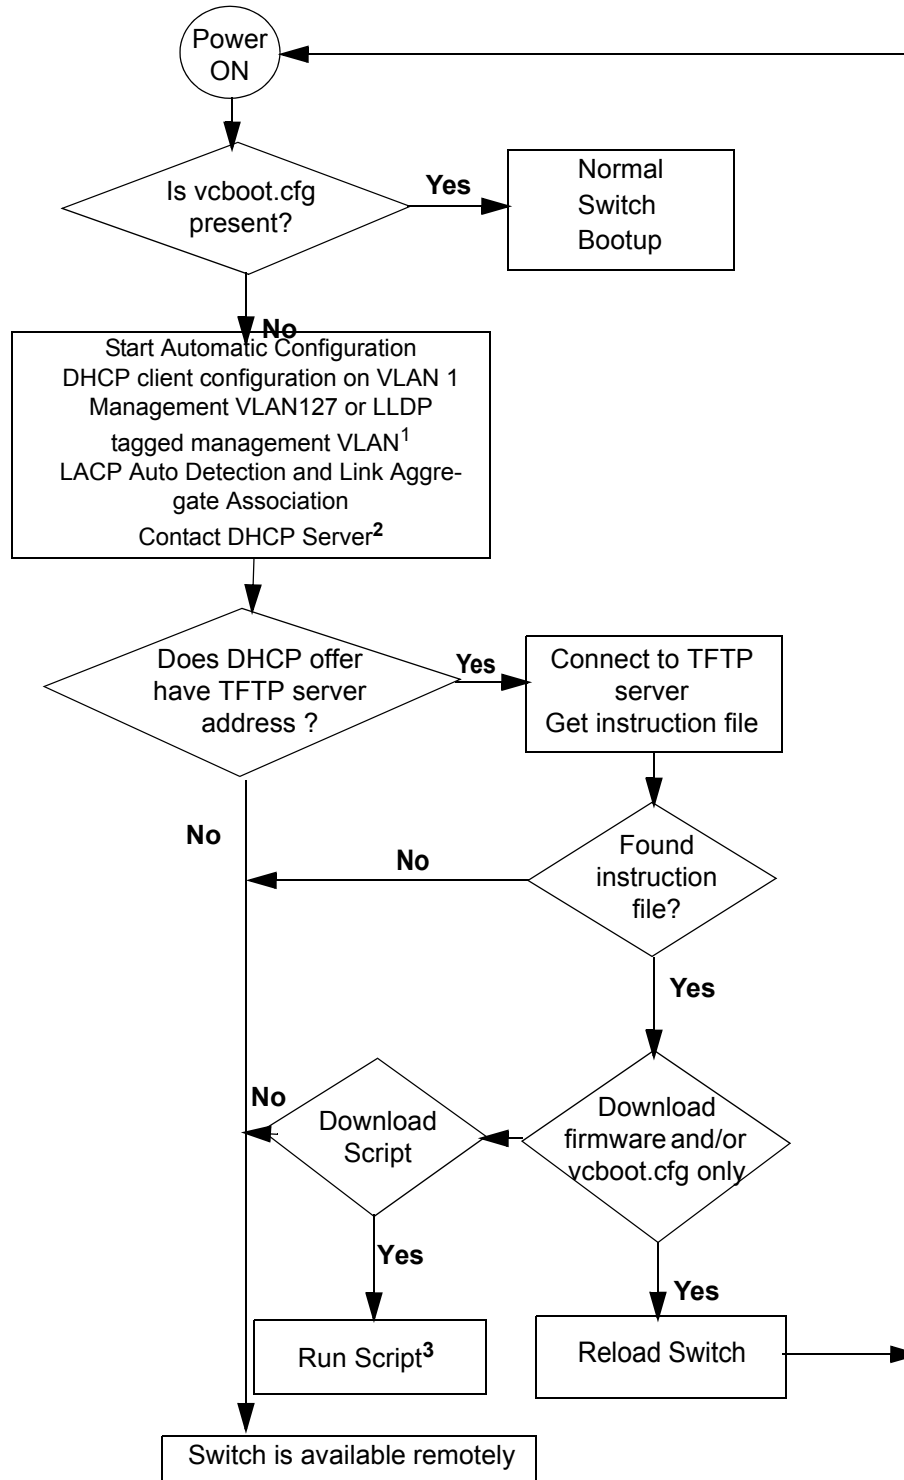 Power
ON
Is vcboot.cfg
present?
Yes
Normal
Switch
Bootup
No
Start Automatic Configuration
DHCP client configuration on VLAN 1
Management VLAN127 or LLDP
tagged management VLAN1
LACP Auto Detection and Link Aggre-
gate Association
Contact DHCP Server2
Does DHCP offer
have TFTP server
address ?
Yes
Connect to TFTP
server
Get instruction file
No
No
Found
instruction
file?
Yes
No
Download
Script
Download
firmware and/or
vcboot.cfg only
Yes
Yes
Run Script3
Reload Switch
Switch is available remotely